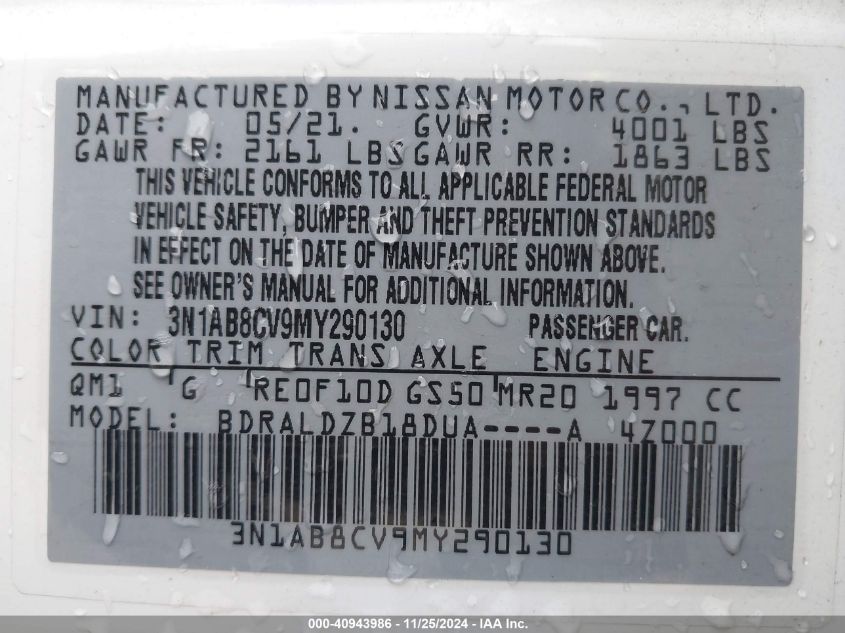 MANUFACTURED BY NISSAN MOTOR CO., LTD.
DATE: 05/21. GVWR: 4001 LBS
GAWR FR: 2161 LBS GAWR RR: 1863 LBS
THIS VEHICLE CONFORMS TO ALL APPLICABLE FEDERAL MOTOR
VEHICLE SAFETY, BUMPER AND THEFT PREVENTION STANDARDS
IN EFFECT ON THE DATE OF MANUFACTURE SHOWN ABOVE.
SEE OWNER'S MANUAL FOR ADDITIONAL INFORMATION.
VIN: 3N1AB8CV9MY290130 PASSENGER CAR.
COLOR TRIM TRANS AXLE ENGINE
QM1 G RE0F10D GS50 MR20 1997 CC
MODEL: BDRALDZB18DUA----A 4Z000
3N1AB8CV9MY290130
000-40943986 - 11/25/2024 - IAA Inc.